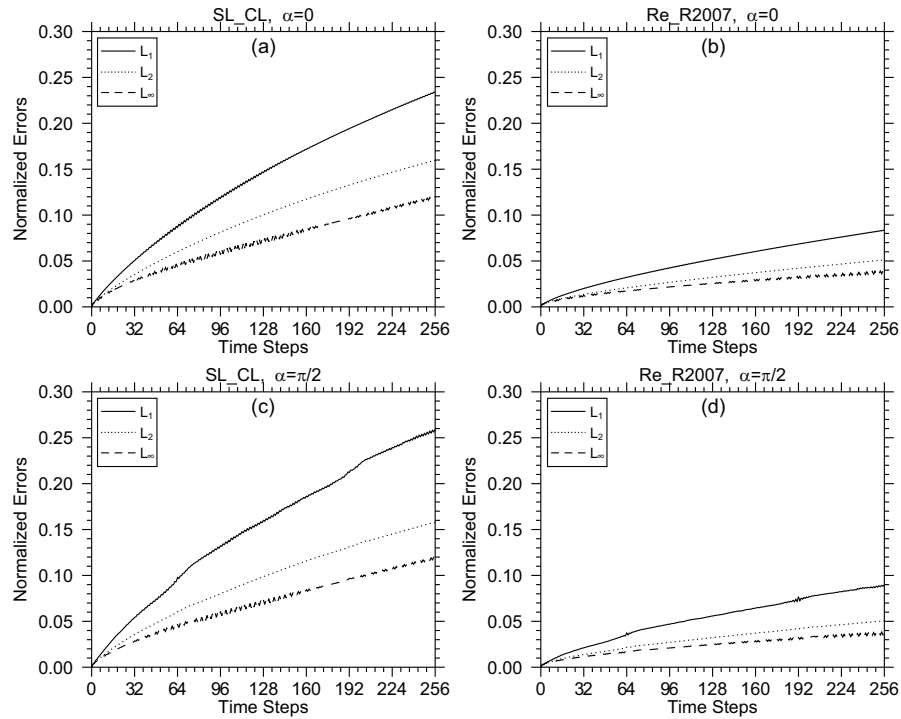 SL_CL, α=0
(a)
L₁
L₂
L∞
Normalized Errors
0.30
0.25
0.20
0.15
0.10
0.05
0.00
0 32 64 96 128 160 192 224 256
Time Steps
Re_R2007, α=0
(b)
L₁
L₂
L∞
Normalized Errors
0.30
0.25
0.20
0.15
0.10
0.05
0.00
0 32 64 96 128 160 192 224 256
Time Steps
SL_CL, α=π/2
(c)
L₁
L₂
L∞
Normalized Errors
0.30
0.25
0.20
0.15
0.10
0.05
0.00
0 32 64 96 128 160 192 224 256
Time Steps
Re_R2007, α=π/2
(d)
L₁
L₂
L∞
Normalized Errors
0.30
0.25
0.20
0.15
0.10
0.05
0.00
0 32 64 96 128 160 192 224 256
Time Steps